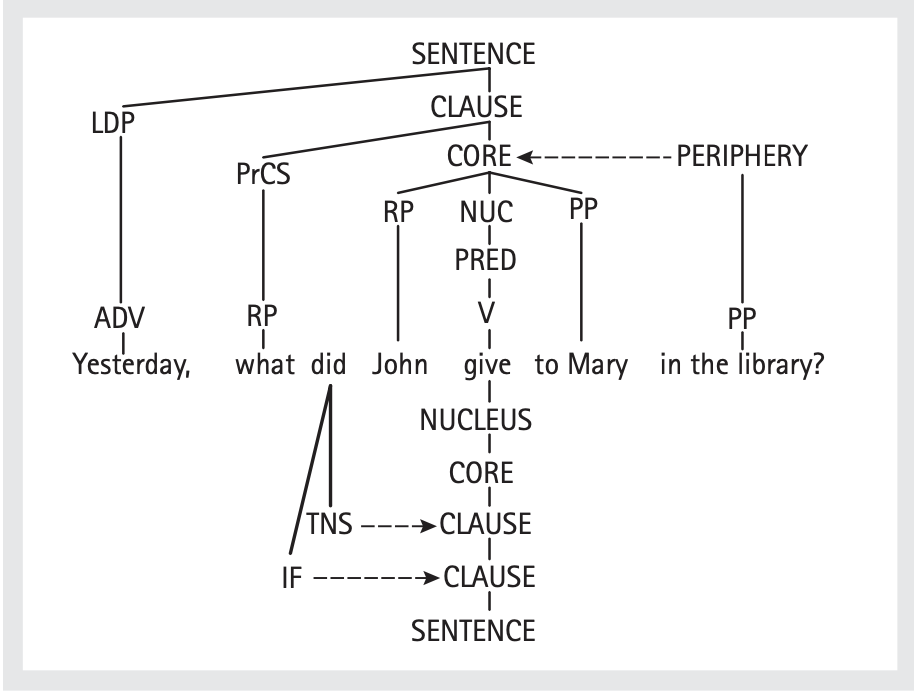 SENTENCE
LDP CLAUSE
PrCS CORE PERIPHERY
RP NUC PP
PRED
ADV RP V PP
Yesterday, what did John give to Mary in the library?
NUCLEUS
CORE
TNS CLAUSE
IF CLAUSE
SENTENCE